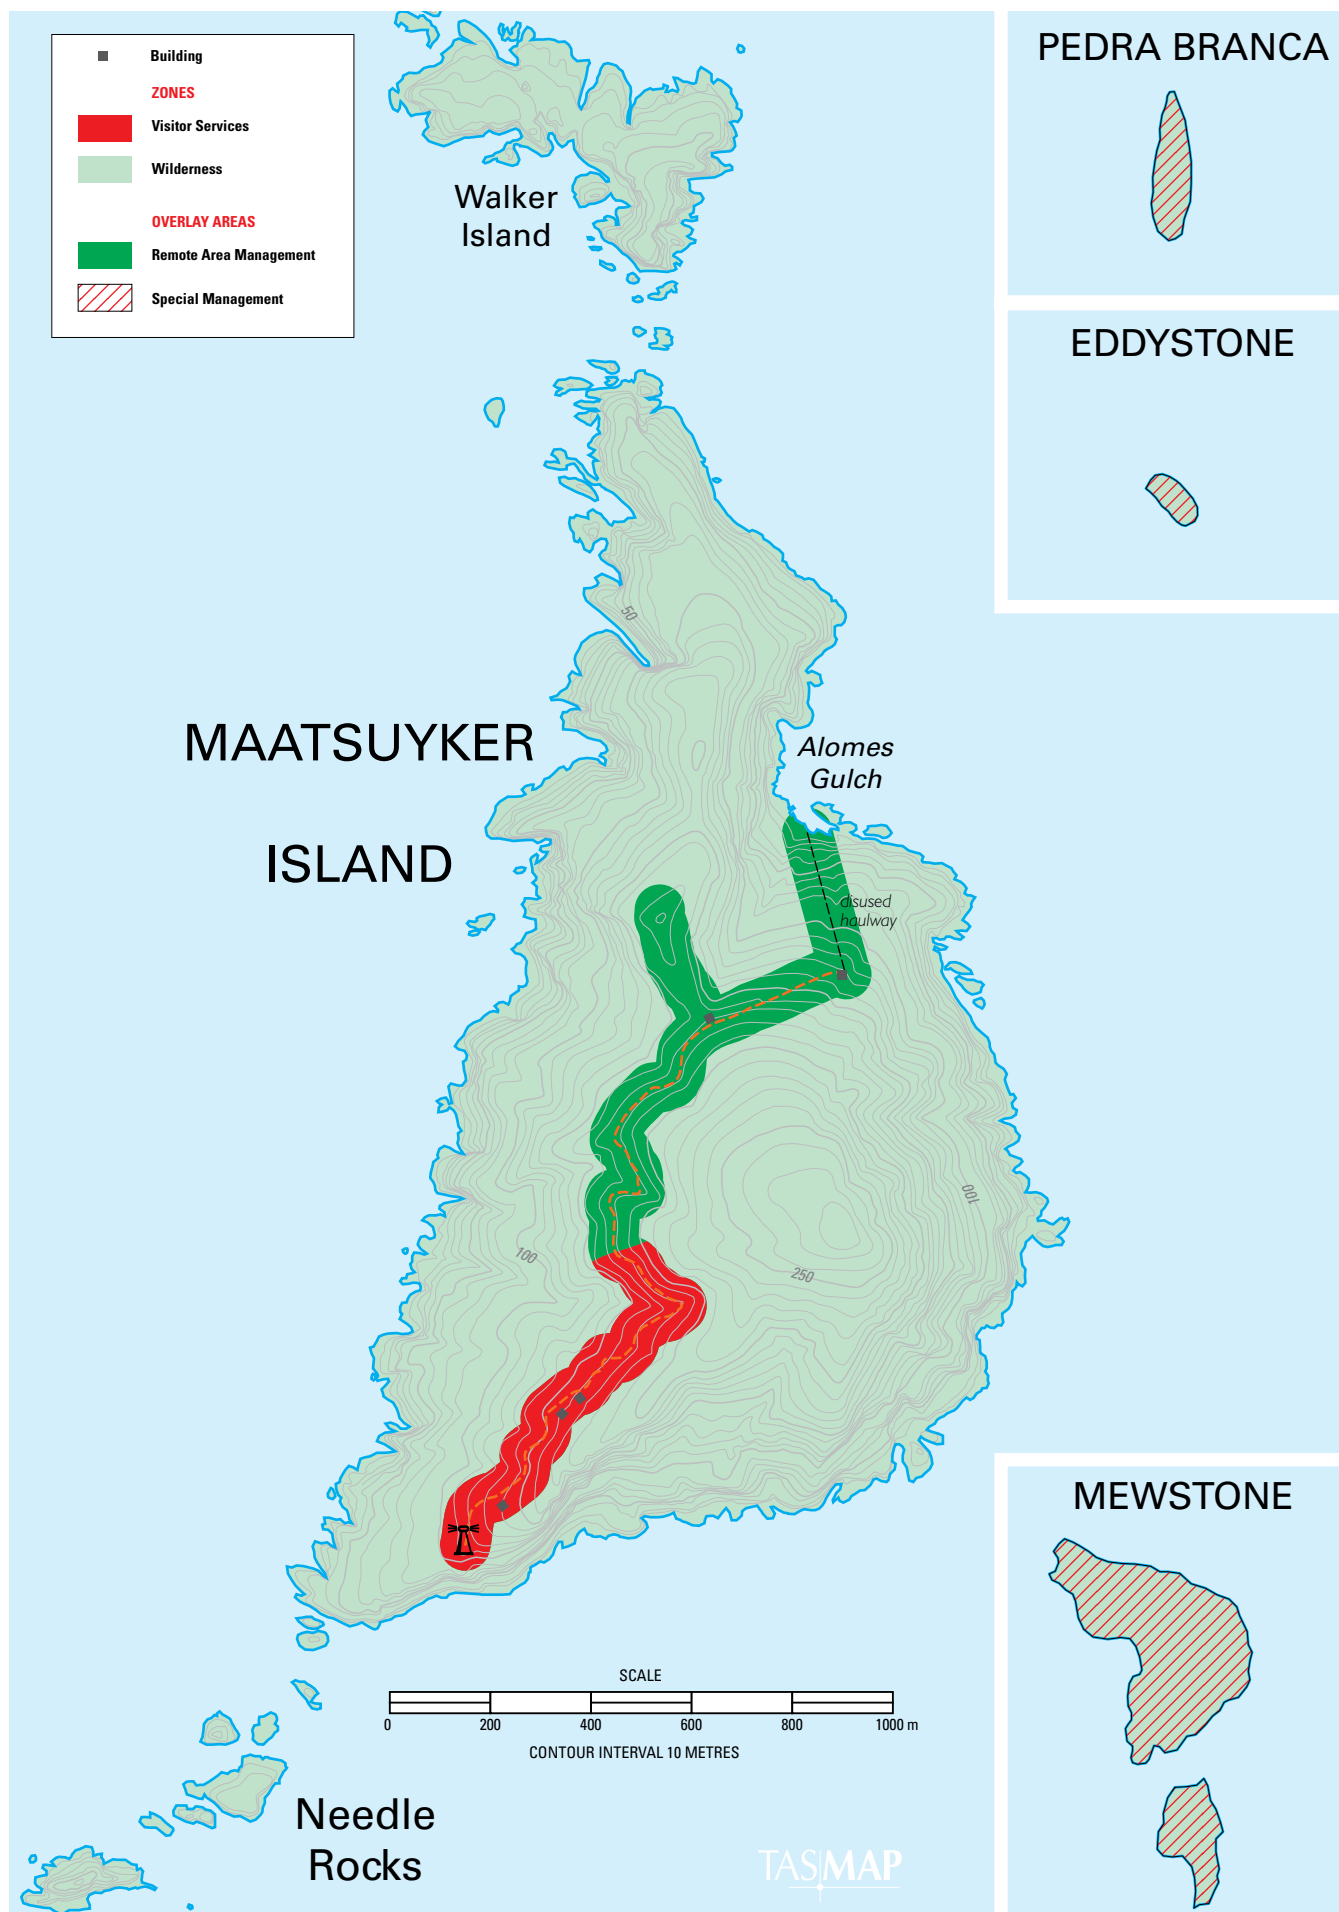 Building
ZONES
Visitor Services
Wilderness
OVERLAY AREAS
Remote Area Management
Special Management
Walker
Island
PEDRA BRANCA
EDDYSTONE
50
MAATSUYKER
ISLAND
Alomes
Gulch
disused
haulway
100
100
250
MEWSTONE
SCALE
0 200 400 600 800 1000 m
CONTOUR INTERVAL 10 METRES
Needle
Rocks
TASMAP